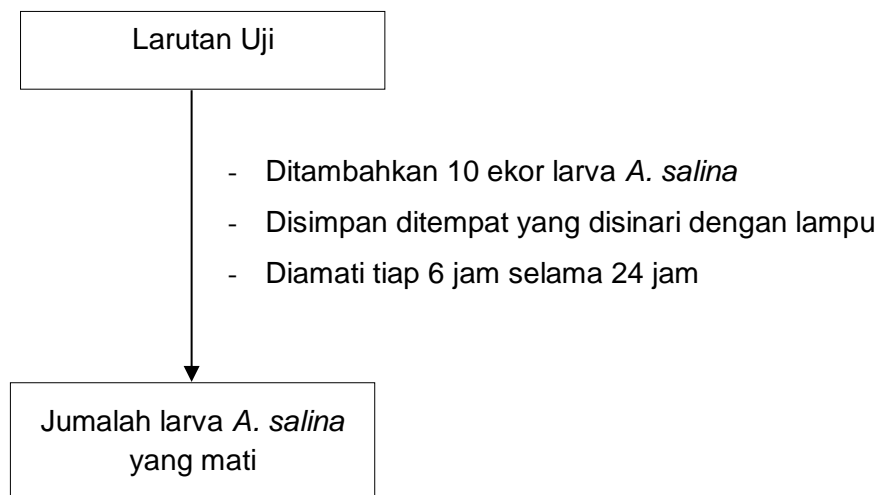 Larutan Uji
- Ditambahkan 10 ekor larva A. salina
- Disimpan ditempat yang disinari dengan lampu
- Diamati tiap 6 jam selama 24 jam
Jumalah larva A. salina
yang mati